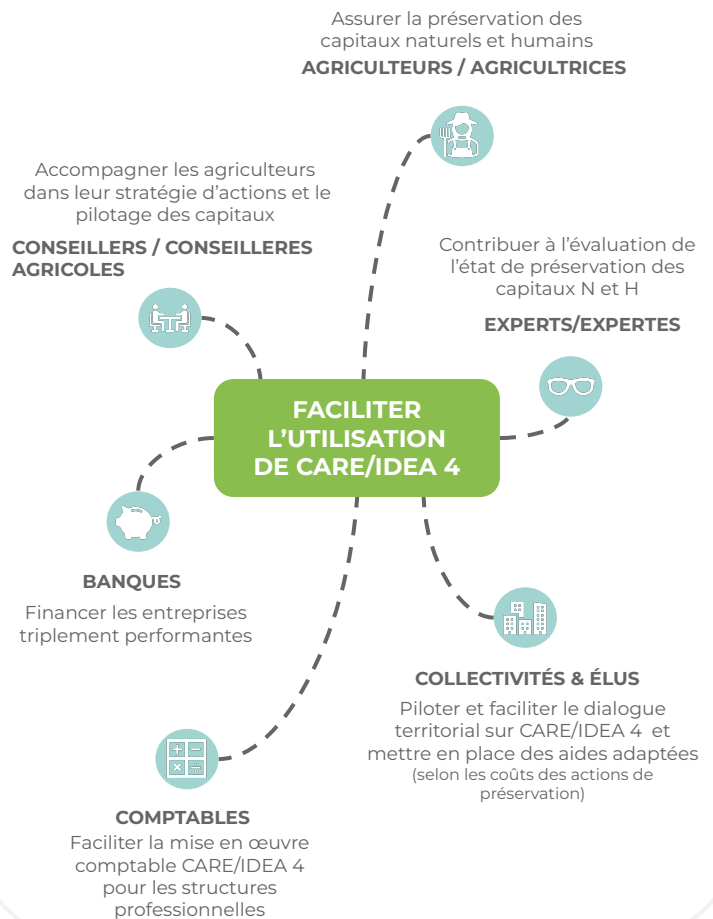 Assurer la préservation des
capitaux naturels et humains
AGRICULTEURS / AGRICULTRICES
Accompagner les agriculteurs
dans leur stratégie d'actions et le
pilotage des capitaux
CONSEILLERS / CONSEILLERES
AGRICOLES
Contribuer à l'évaluation de
l'état de préservation des
capitaux N et H
EXPERTS/EXPERTES
FACILITER
L'UTILISATION
DE CARE/IDEA 4
BANQUES
Financer les entreprises
triplement performantes
COLLECTIVITÉS & ÉLUS
Piloter et faciliter le dialogue
territorial sur CARE/IDEA 4 et
mettre en place des aides adaptées
(selon les coûts des actions de
préservation)
COMPTABLES
Faciliter la mise en œuvre
comptable CARE/IDEA 4
pour les structures
professionnelles